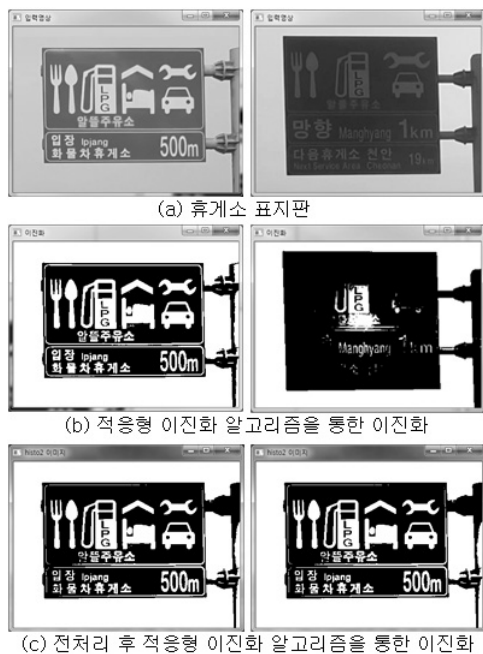 입력영상
입력영상
LPG
LPG
알뜰주유소
알뜰주유소
입장 Ipjang
화물차휴게소 500m
망향 Manghyang 1km
다음휴게소 천안 19km
Next Service Area Cheonan
(a) 휴게소 표지판
이진화
이진화
LPG
알뜰주유소
입장 Ipjang
화물차휴게소 500m
Manghyang 1km
(b) 적응형 이진화 알고리즘을 통한 이진화
histo2 이미지
histo2 이미지
LPG
LPG
알뜰주유소
알뜰주유소
입장 Ipjang
화물차휴게소 500m
입장 Ipjang
화물차휴게소 500m
(c) 전처리 후 적응형 이진화 알고리즘을 통한 이진화